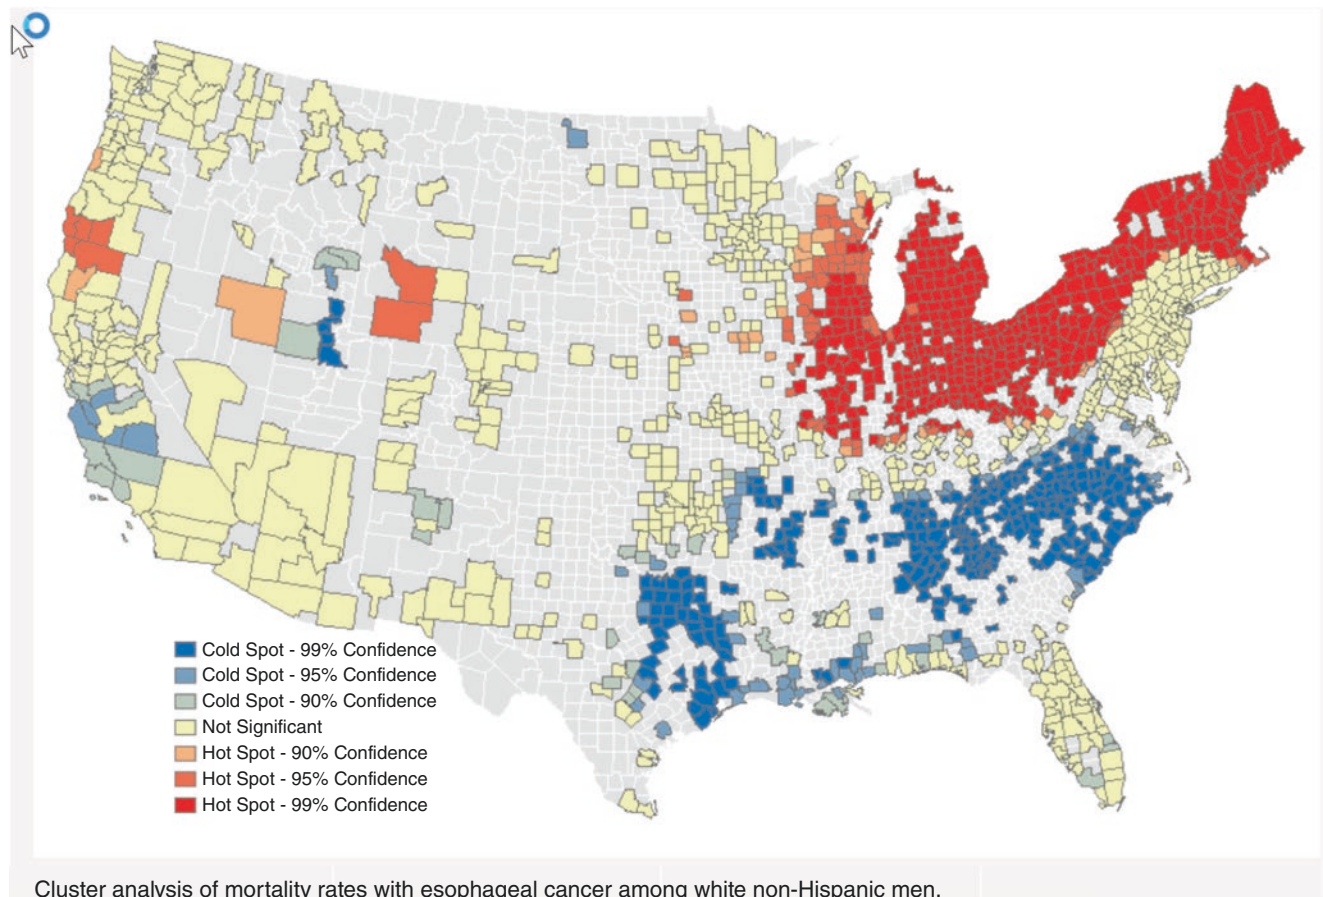 Cold Spot - 99% Confidence
Cold Spot - 95% Confidence
Cold Spot - 90% Confidence
Not Significant
Hot Spot - 90% Confidence
Hot Spot - 95% Confidence
Hot Spot - 99% Confidence
Cluster analysis of mortality rates with esophageal cancer among white non-Hispanic men.